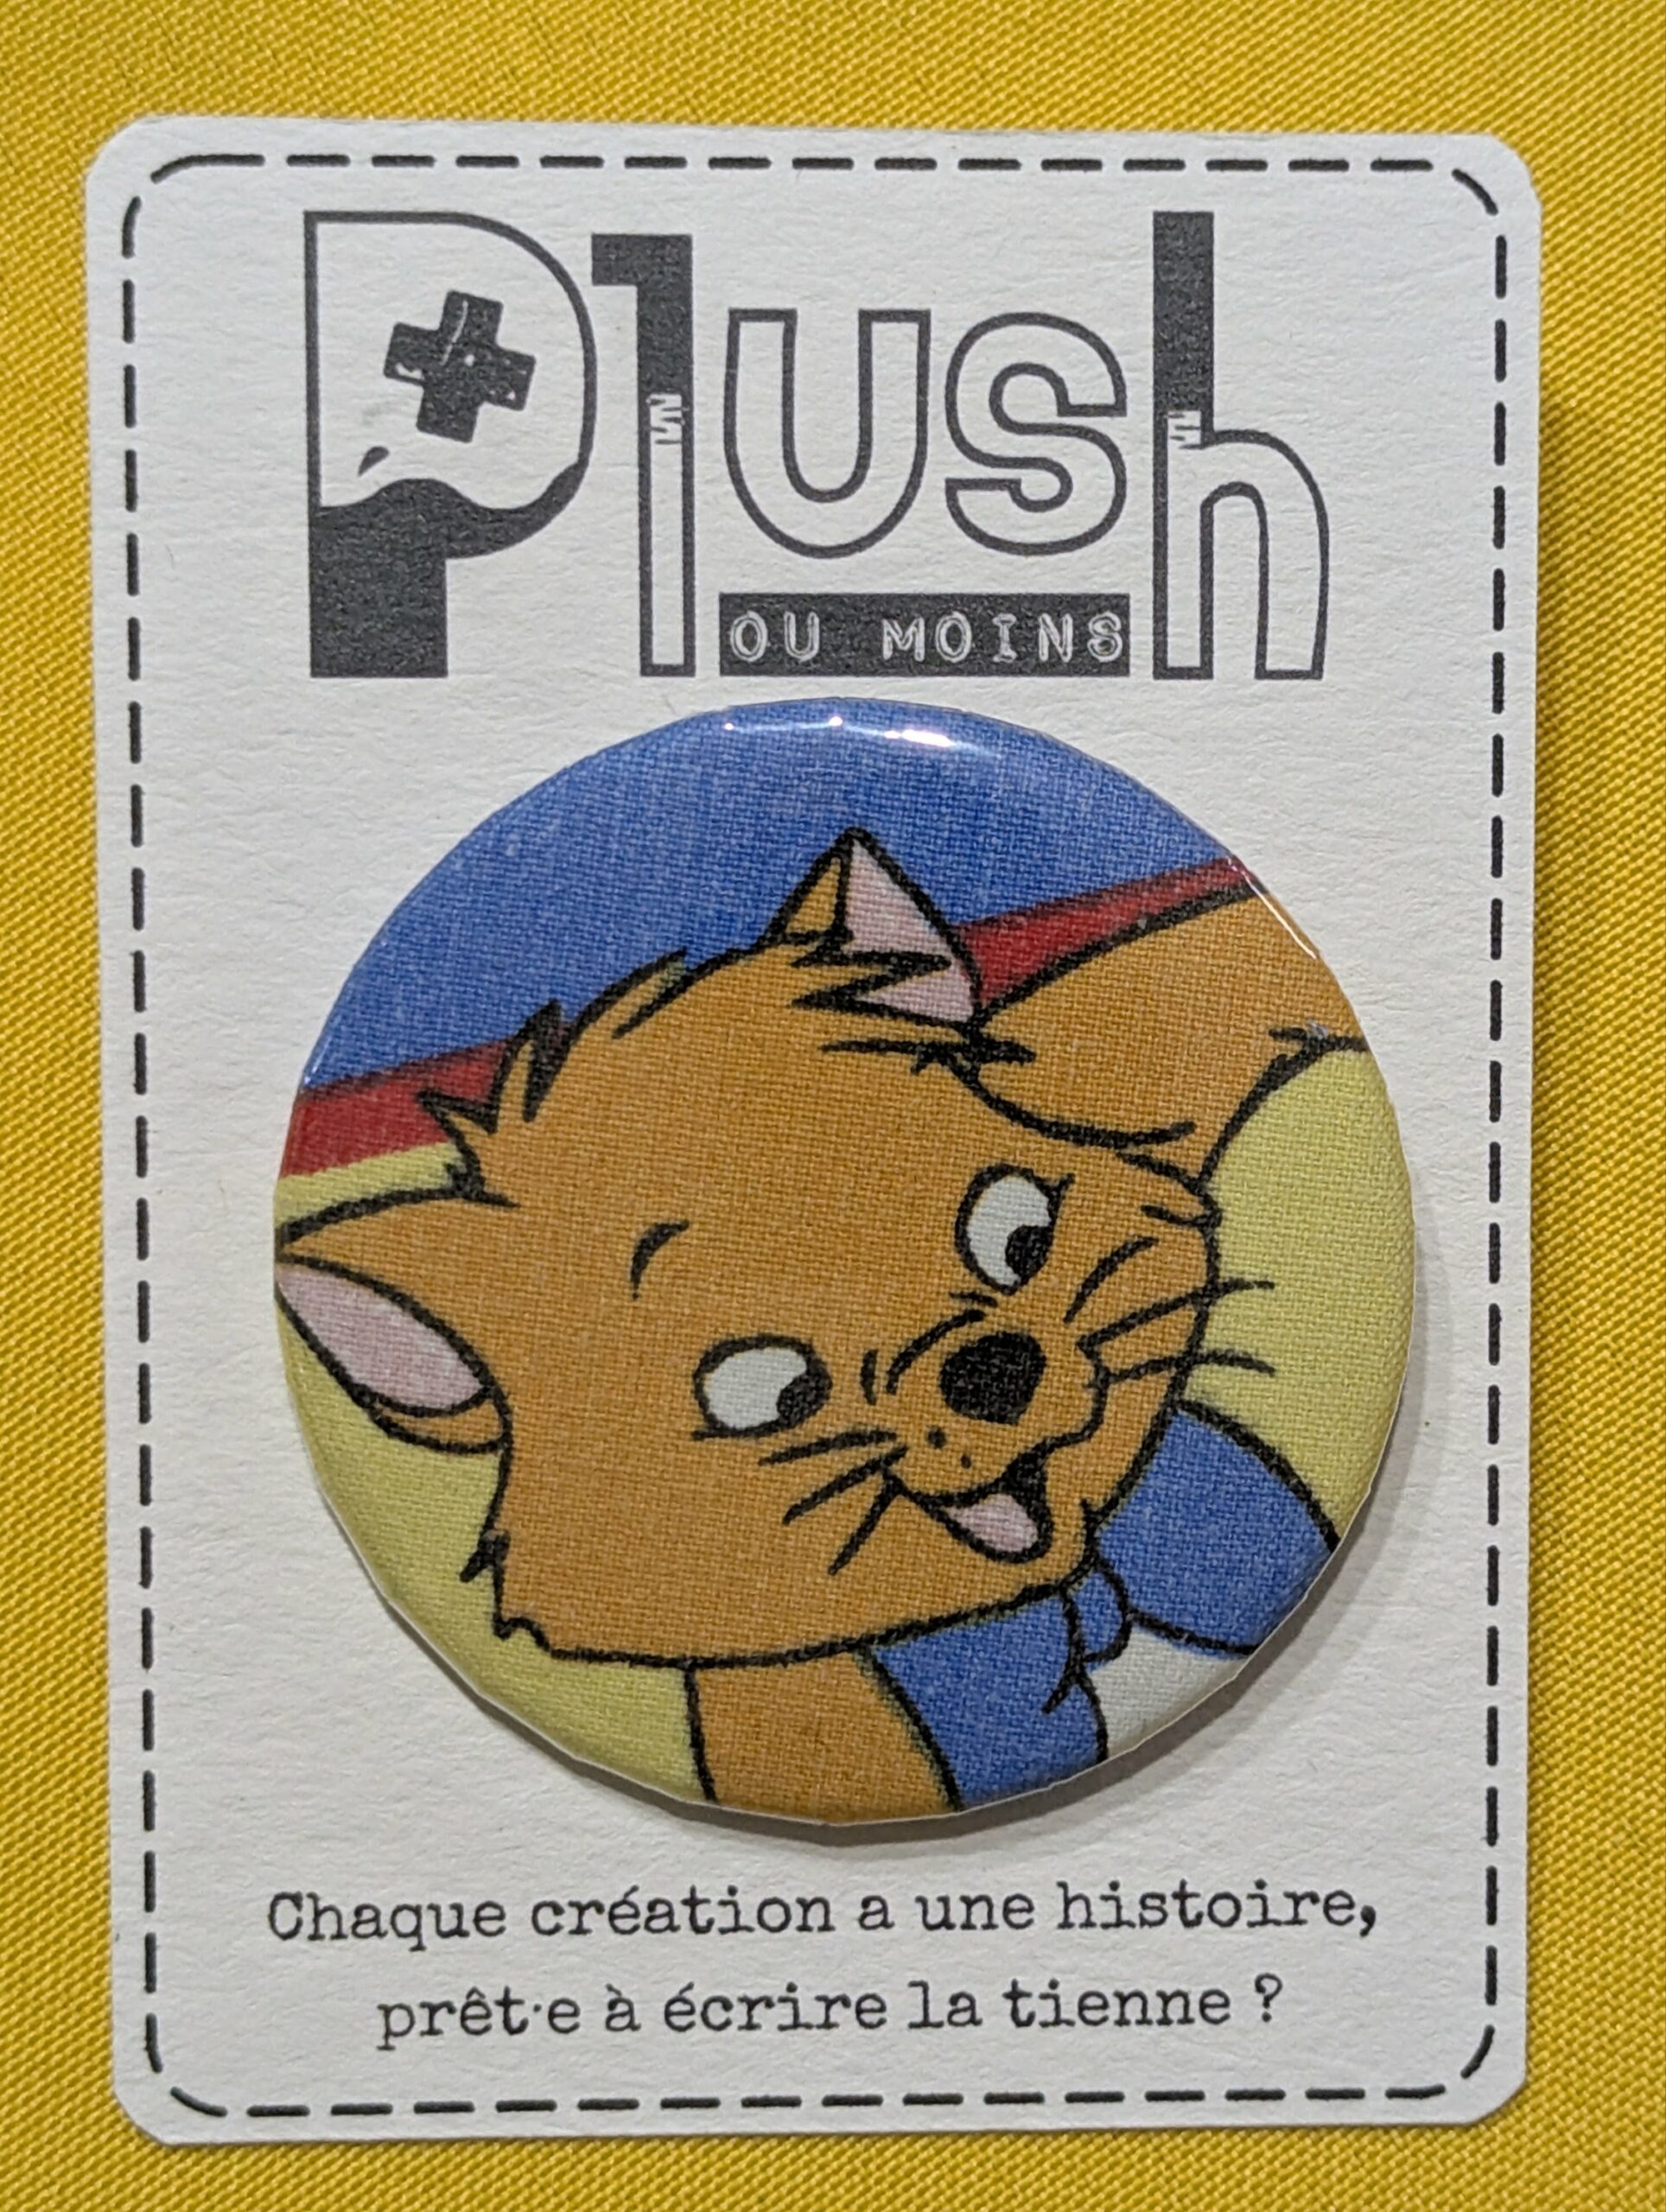 Plush
OU MOINS
Chaque création a une histoire,
prêt·e à écrire la tienne ?